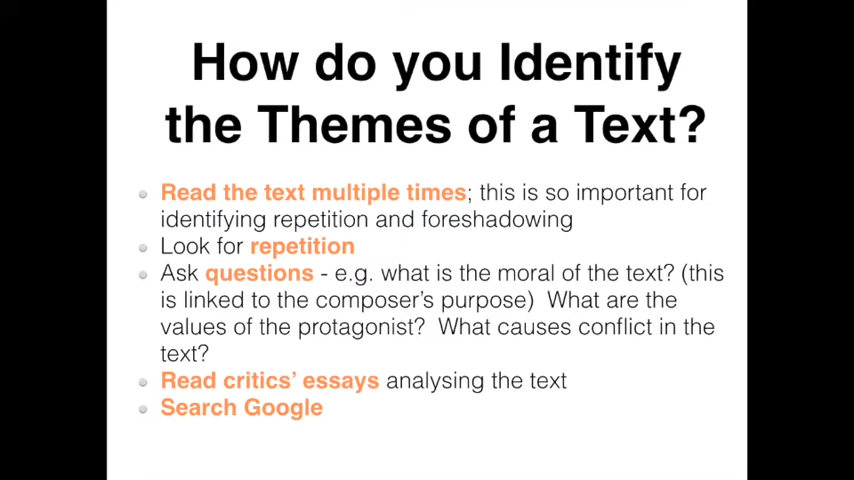 How do you Identify
the Themes of a Text?
Read the text multiple times; this is so important for
identifying repetition and foreshadowing
Look for repetition
Ask questions - e.g. what is the moral of the text? (this
is linked to the composer's purpose)  What are the
values of the protagonist?  What causes conflict in the
text?
Read critics' essays analysing the text
Search Google